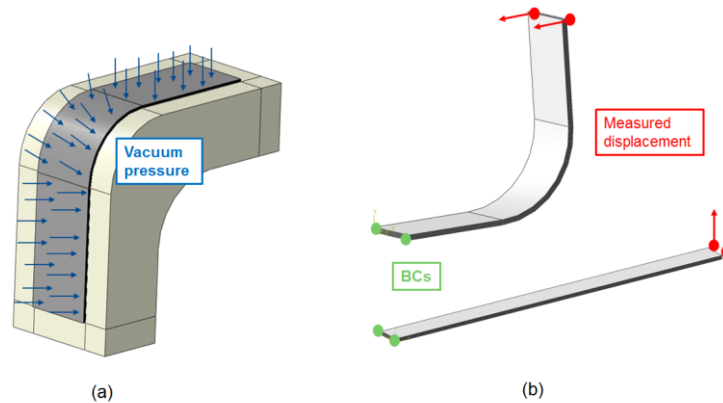 Vacuum
pressure
Measured
displacement
BCs
(a)
(b)